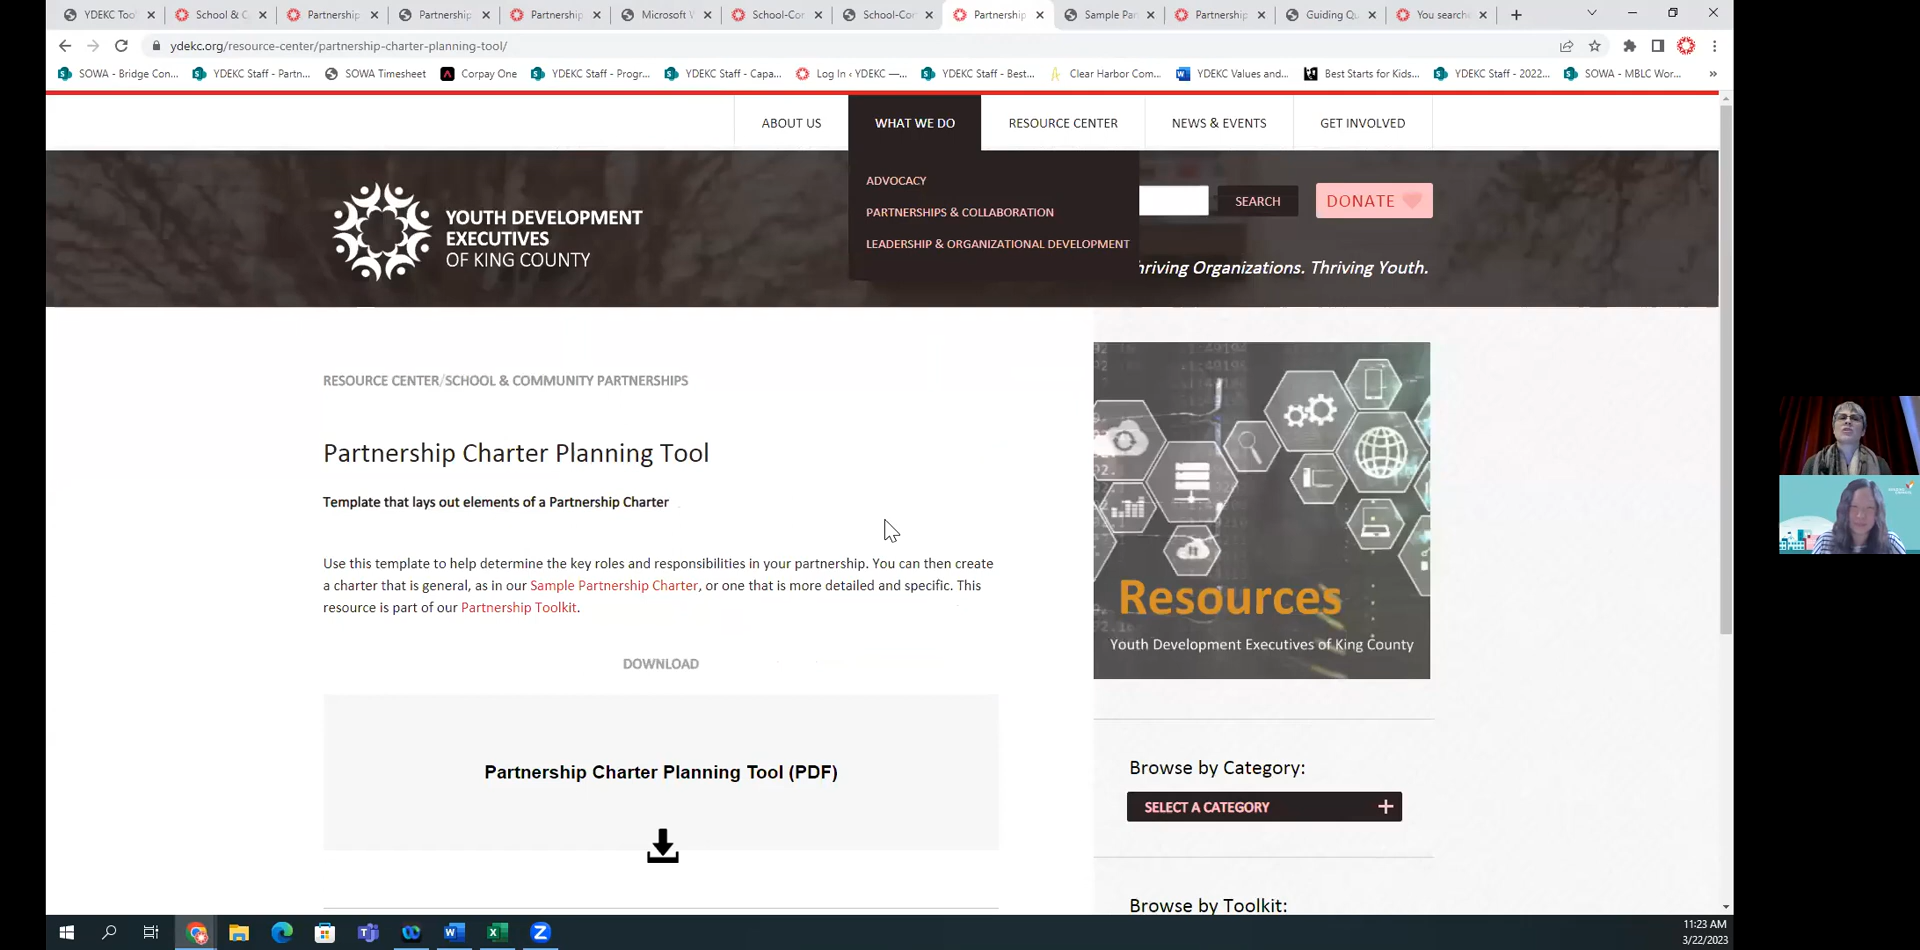 YDEKC Too
School & C
Partnership
Partnership
Partnership
Microsoft
School-Co
School-Co
Partnership
Sample Pa
Partnership
Guiding Qu
You search
ydekc.org/resource-center/partnership-charter-planning-tool/
SOWA - Bridge Con...
YDEKC Staff - Partn...
SOWA Timesheet
Corpay One
YDEKC Staff - Progr...
YDEKC Staff - Capa...
Log In ‹ YDEKC —...
YDEKC Staff - Best...
Clear Harbor Com...
YDEKC Values and...
Best Starts for Kids...
YDEKC Staff - 2022...
SOWA - MBLC Wor...
»
ABOUT US
WHAT WE DO
RESOURCE CENTER
NEWS & EVENTS
GET INVOLVED
ADVOCACY
PARTNERSHIPS & COLLABORATION
LEADERSHIP & ORGANIZATIONAL DEVELOPMENT
SEARCH
DONATE
YOUTH DEVELOPMENT
EXECUTIVES
OF KING COUNTY
hriving Organizations. Thriving Youth.
RESOURCE CENTER/SCHOOL & COMMUNITY PARTNERSHIPS
Partnership Charter Planning Tool
Template that lays out elements of a Partnership Charter
Use this template to help determine the key roles and responsibilities in your partnership. You can then create
a charter that is general, as in our Sample Partnership Charter, or one that is more detailed and specific. This
resource is part of our Partnership Toolkit.
DOWNLOAD
Partnership Charter Planning Tool (PDF)
Resources
Youth Development Executives of King County
Browse by Category:
SELECT A CATEGORY +
Browse by Toolkit:
11:23 AM
3/22/2023